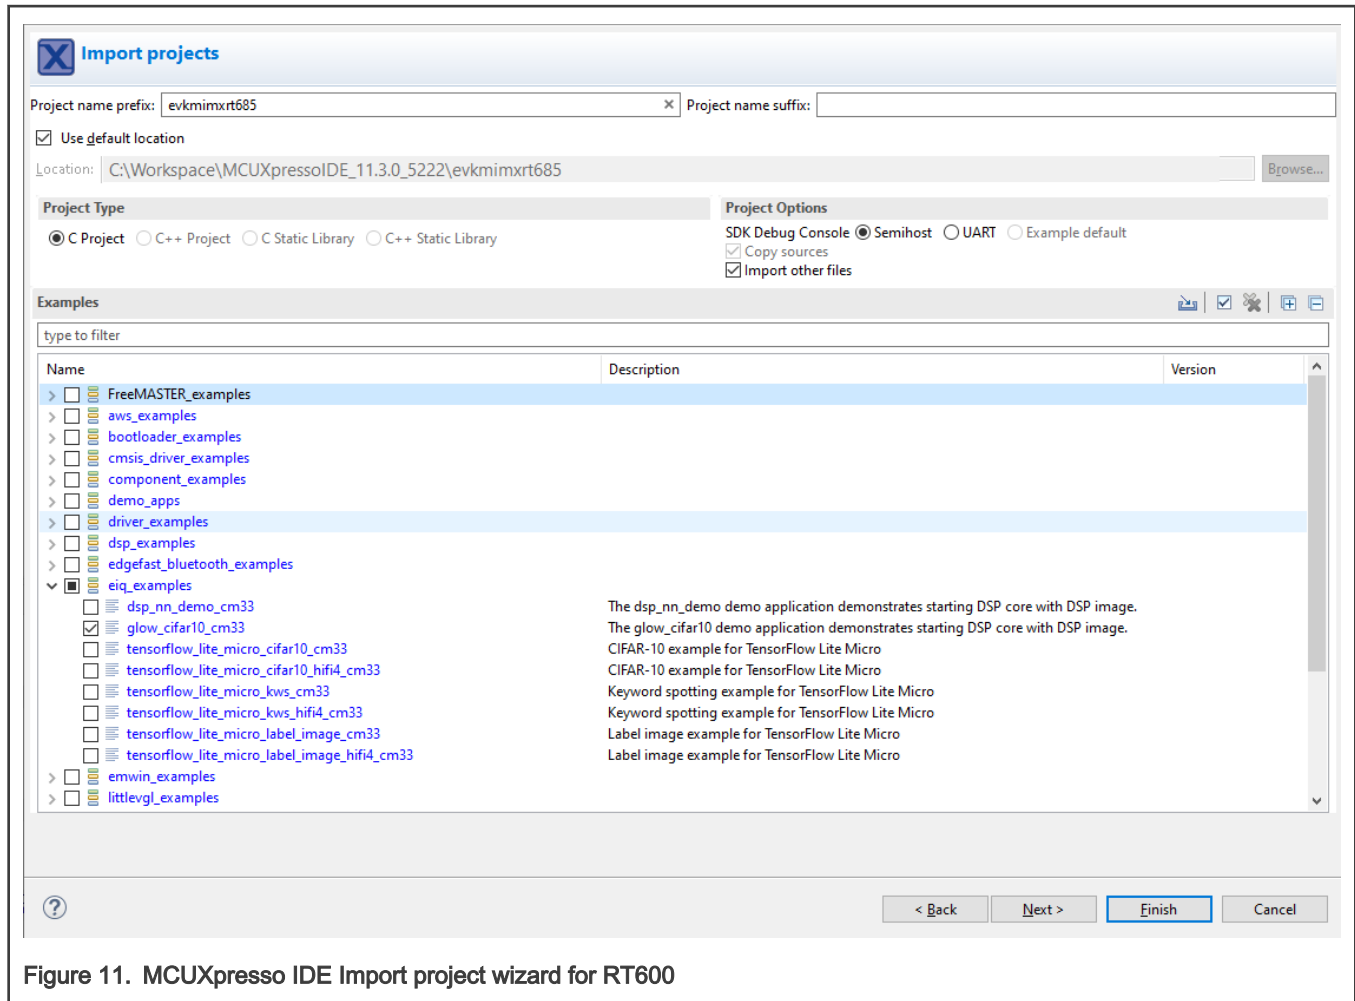 Import projects
Project name prefix: evkmimxrt685 Project name suffix:
Use default location
Location: C:\Workspace\MCUXpressoIDE_11.3.0_5222\evkmimxrt685 Browse...
Project Type Project Options
C Project C++ Project C Static Library C++ Static Library SDK Debug Console Semihost UART Example default
Copy sources
Import other files
Examples
type to filter
Name Description Version
FreeMASTER_examples
aws_examples
bootloader_examples
cmsis_driver_examples
component_examples
demo_apps
driver_examples
dsp_examples
edgefast_bluetooth_examples
eiq_examples
dsp_nn_demo_cm33 The dsp_nn_demo demo application demonstrates starting DSP core with DSP image.
glow_cifar10_cm33 The glow_cifar10 demo application demonstrates starting DSP core with DSP image.
tensorflow_lite_micro_cifar10_cm33 CIFAR-10 example for TensorFlow Lite Micro
tensorflow_lite_micro_cifar10_hifi4_cm33 CIFAR-10 example for TensorFlow Lite Micro
tensorflow_lite_micro_kws_cm33 Keyword spotting example for TensorFlow Lite Micro
tensorflow_lite_micro_kws_hifi4_cm33 Keyword spotting example for TensorFlow Lite Micro
tensorflow_lite_micro_label_image_cm33 Label image example for TensorFlow Lite Micro
tensorflow_lite_micro_label_image_hifi4_cm33 Label image example for TensorFlow Lite Micro
emwin_examples
littlevgl_examples
< Back Next > Finish Cancel
Figure 11. MCUXpresso IDE Import project wizard for RT600